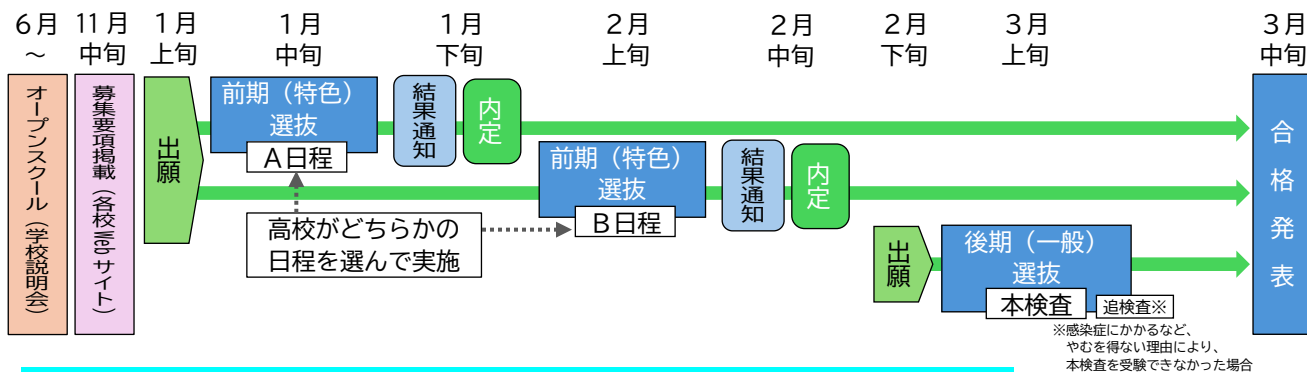 6月
～
11月
中旬
1月
上旬
1月
中旬
1月
下旬
2月
上旬
2月
中旬
2月
下旬
3月
上旬
3月
中旬
オープンスクール（学校説明会）
募集要項掲載（各校Webサイト）
出願
前期（特色）
選抜
A日程
結果通知
内定
前期（特色）
選抜
B日程
結果通知
内定
高校がどちらかの
日程を選んで実施
出願
後期（一般）
選抜
本検査
追検査※
※感染症にかかるなど、
やむを得ない理由により、
本検査を受験できなかった場合
合格発表